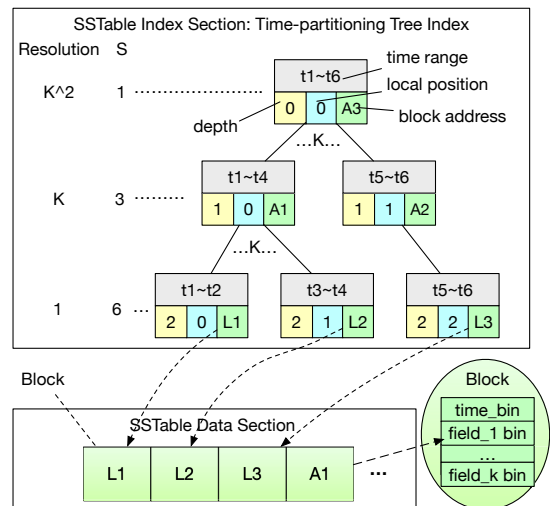 SSTable Index Section: Time-partitioning Tree Index
Resolution S
time range
t1~t6
K^2 1
local position
0 0 A3
depth
block address
...K...
t1~t4 t5~t6
K 3
1 0 A1 1 1 A2
...K...
t1~t2 t3~t4 t5~t6
1 6
2 0 L1 2 1 L2 2 2 L3
Block
Block
time_bin
SSTable Data Section
field_1 bin
...
field_k bin
L1 L2 L3 A1 ...